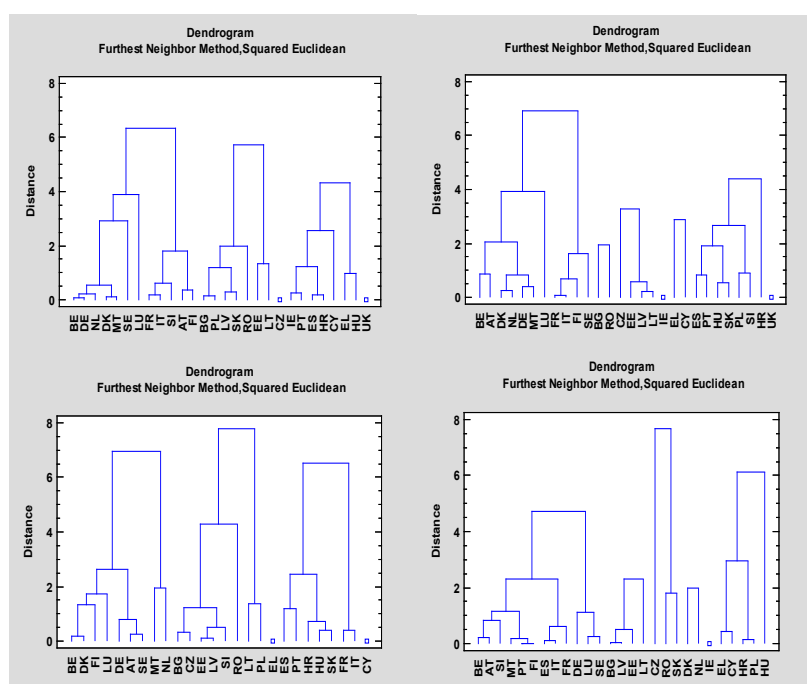 Dendrogram
Furthest Neighbor Method,Squared Euclidean
8
6
4
2
0
Distance
BE DE NL DK MT SE LU FR IT SI AT FI BG PL LV SK RO EE LT CZ IE PT ES HR CY EL HU UK
Dendrogram
Furthest Neighbor Method,Squared Euclidean
8
6
4
2
0
Distance
BE AT DK NL DE MT LU FR IT FI SE BG RO CZ EE LV LT IE EL CY ES PT HU SK PL SI HR UK
Dendrogram
Furthest Neighbor Method,Squared Euclidean
8
6
4
2
0
Distance
BE DK FI LU DE AT SE MT NL BG CZ EE LV SI RO LT PL EL ES PT HR HU SK FR IT CY
Dendrogram
Furthest Neighbor Method,Squared Euclidean
8
6
4
2
0
Distance
BE AT SI MT PT FI ES IT FR DE LU SE BG LV EE LT CZ RO SK DK NL IE EL CY HR PL HU